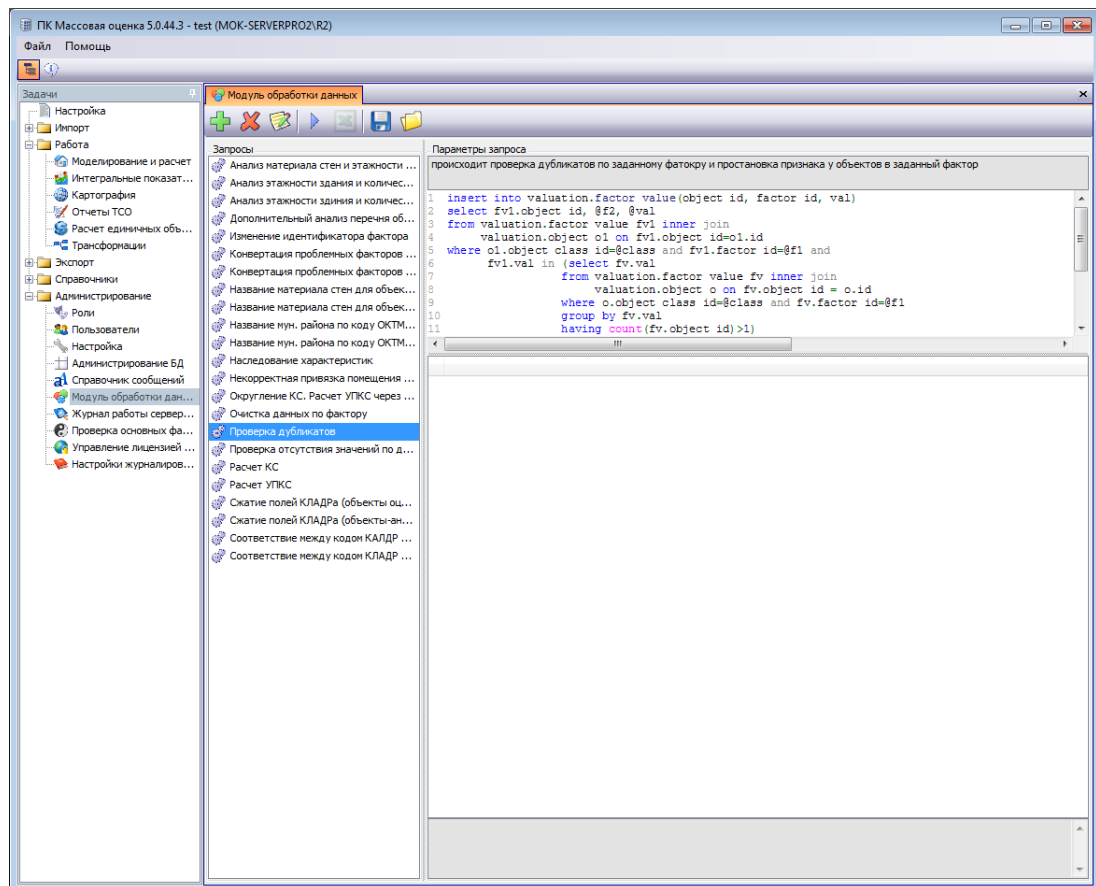 ПК Массовая оценка 5.0.44.3 - test (MOK-SERVERPRO2\R2)
Файл Помощь
Задачи
Настройка
Импорт
Работа
Моделирование и расчет
Интегральные показат...
Картография
Отчеты ТСО
Расчет единичных объ...
Трансформации
Экспорт
Справочники
Администрирование
Роли
Пользователи
Настройка
Администрирование БД
Справочник сообщений
Модуль обработки дан...
Журнал работы сервер...
Проверка основных фа...
Управление лицензией ...
Настройки журналиров...
Модуль обработки данных
Запросы
Анализ материала стен и этажности ...
Анализ этажности здания и количес...
Анализ этажности здиния и количес...
Дополнительный анализ перечня об...
Изменение идентификатора фактора
Конвертация проблемных факторов ...
Конвертация проблемных факторов ...
Название материала стен для объек...
Название материала стен для объек...
Название мун. района по коду ОКТМ...
Название мун. района по коду ОКТМ...
Наследование характеристик
Некорректная привязка помещения ...
Округление КС. Расчет УПКС через ...
Очистка данных по фактору
Проверка дубликатов
Проверка отсутствия значений по д...
Расчет КС
Расчет УПКС
Сжатие полей КЛАДРа (объекты оц...
Сжатие полей КЛАДРа (объекты-ан...
Соответствие между кодом КАЛДР ...
Соответствие между кодом КЛАДР ...
Параметры запроса
происходит проверка дубликатов по заданному фатокру и простановка признака у объектов в заданный фактор
1 insert into valuation.factor value(object id, factor id, val)
2 select fv1.object id, @f2, @val
3 from valuation.factor value fv1 inner join
4 valuation.object o1 on fv1.object id=o1.id
5 where o1.object class id=@class and fv1.factor id=@f1 and
6 fv1.val in (select fv.val
7 from valuation.factor value fv inner join
8 valuation.object o on fv.object id = o.id
9 where o.object class id=@class and fv.factor id=@f1
10 group by fv.val
11 having count(fv.object id)>1)